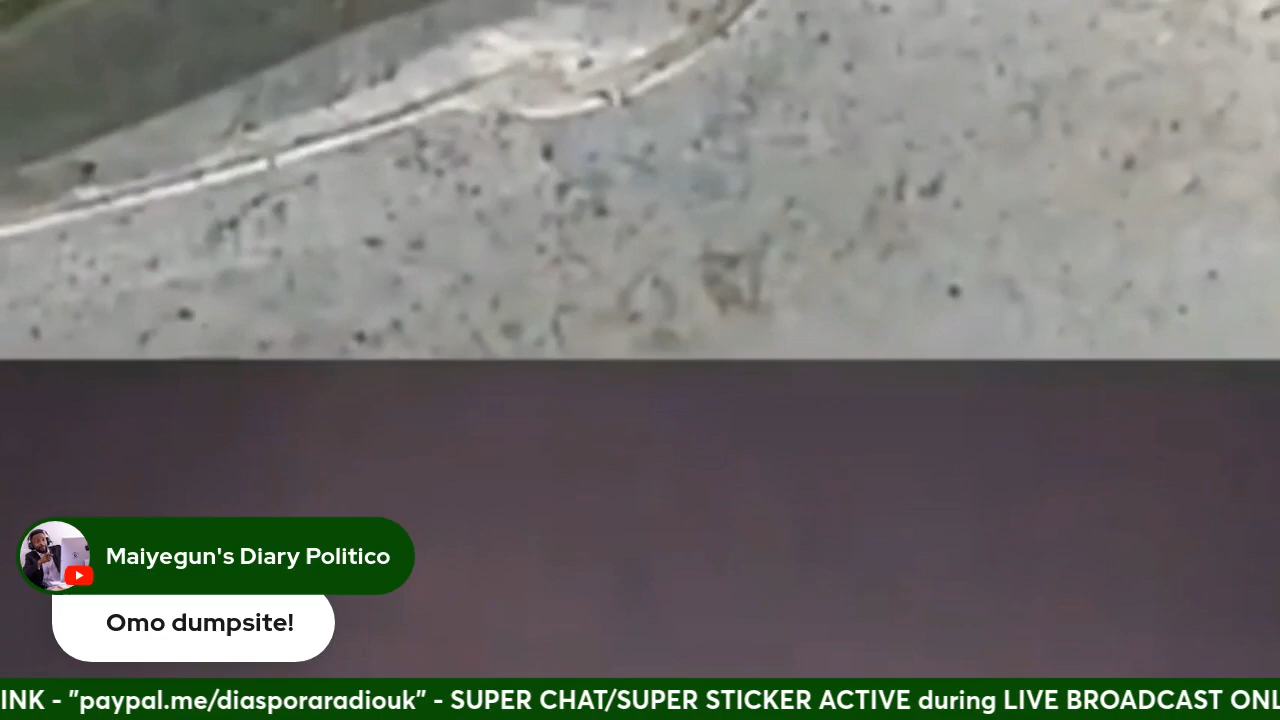 Maiyegun's Diary Politico
Omo dumpsite!
INK - "paypal.me/diasporaradiouk" - SUPER CHAT/SUPER STICKER ACTIVE during LIVE BROADCAST ONL